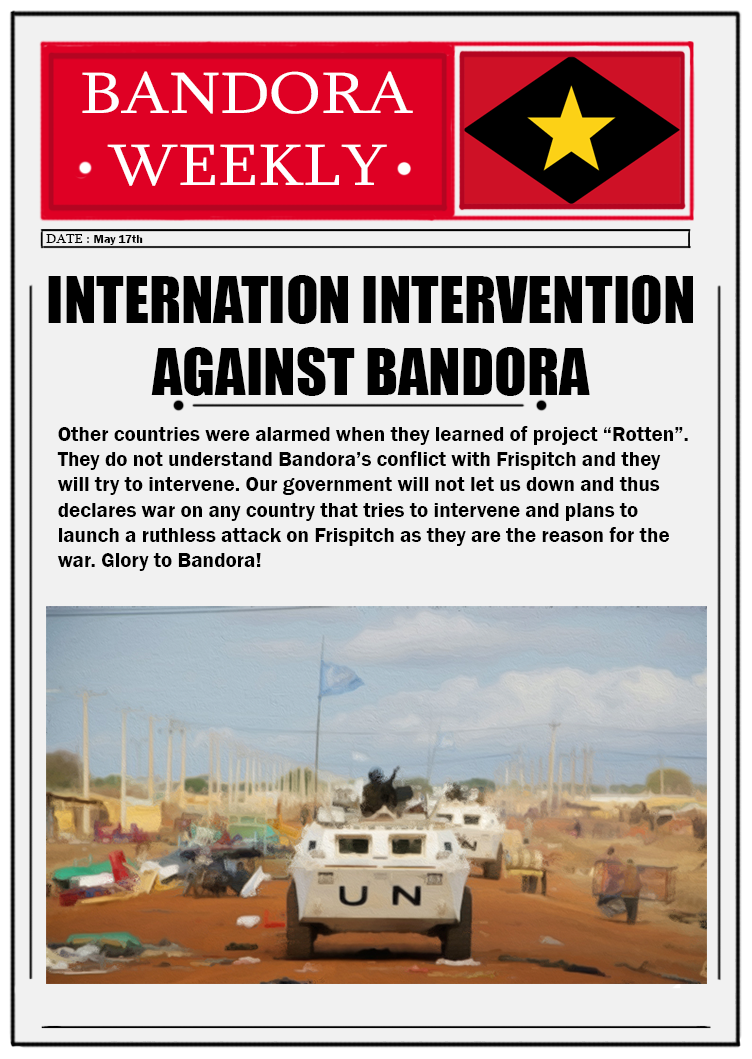 BANDORA
• WEEKLY •
DATE : May 17th
INTERNATION INTERVENTION
AGAINST BANDORA
Other countries were alarmed when they learned of project “Rotten”.
They do not understand Bandora’s conflict with Frispitch and they
will try to intervene. Our government will not let us down and thus
declares war on any country that tries to intervene and plans to
launch a ruthless attack on Frispitch as they are the reason for the
war. Glory to Bandora!
UN
N